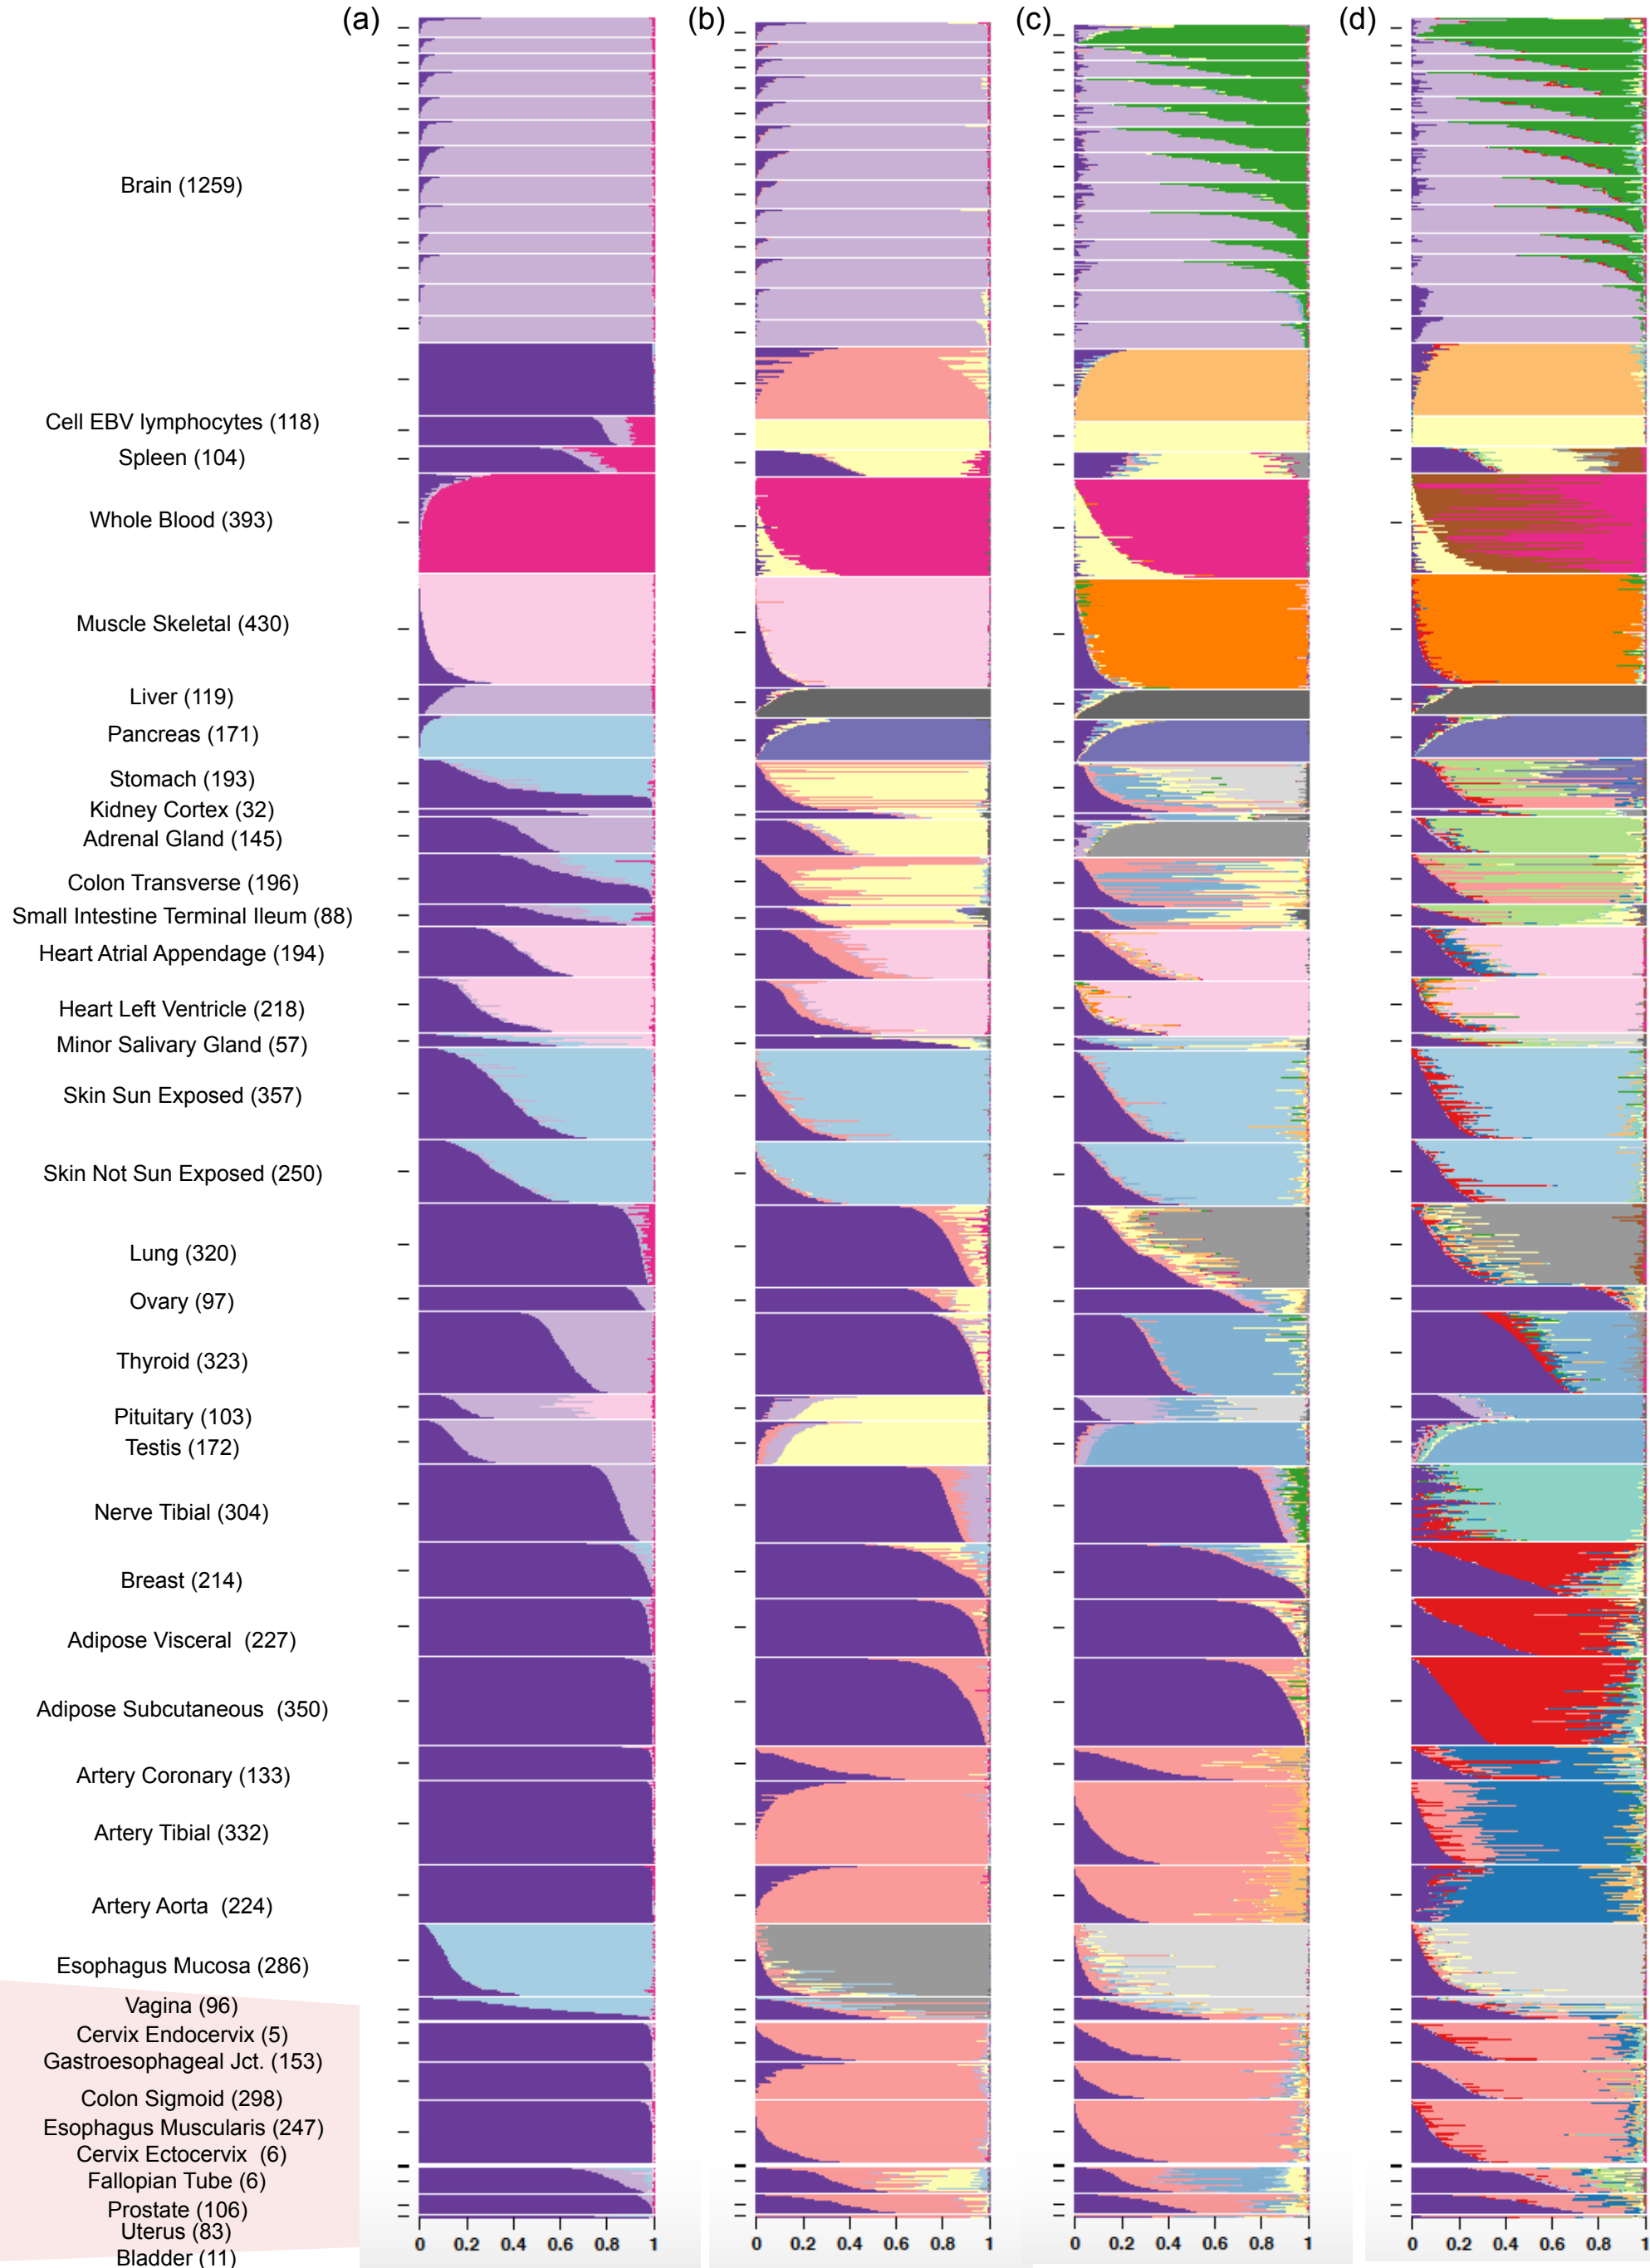 (a) (b) (c) (d)
Brain (1259)
Cell EBV lymphocytes (118)
Spleen (104)
Whole Blood (393)
Muscle Skeletal (430)
Liver (119)
Pancreas (171)
Stomach (193)
Kidney Cortex (32)
Adrenal Gland (145)
Colon Transverse (196)
Small Intestine Terminal Ileum (88)
Heart Atrial Appendage (194)
Heart Left Ventricle (218)
Minor Salivary Gland (57)
Skin Sun Exposed (357)
Skin Not Sun Exposed (250)
Lung (320)
Ovary (97)
Thyroid (323)
Pituitary (103)
Testis (172)
Nerve Tibial (304)
Breast (214)
Adipose Visceral (227)
Adipose Subcutaneous (350)
Artery Coronary (133)
Artery Tibial (332)
Artery Aorta (224)
Esophagus Mucosa (286)
Vagina (96)
Cervix Endocervix (5)
Gastroesophageal Jct. (153)
Colon Sigmoid (298)
Esophagus Muscularis (247)
Cervix Ectocervix (6)
Fallopian Tube (6)
Prostate (106)
Uterus (83)
Bladder (11)
0 0.2 0.4 0.6 0.8 1 0 0.2 0.4 0.6 0.8 1 0 0.2 0.4 0.6 0.8 1 0 0.2 0.4 0.6 0.8 1